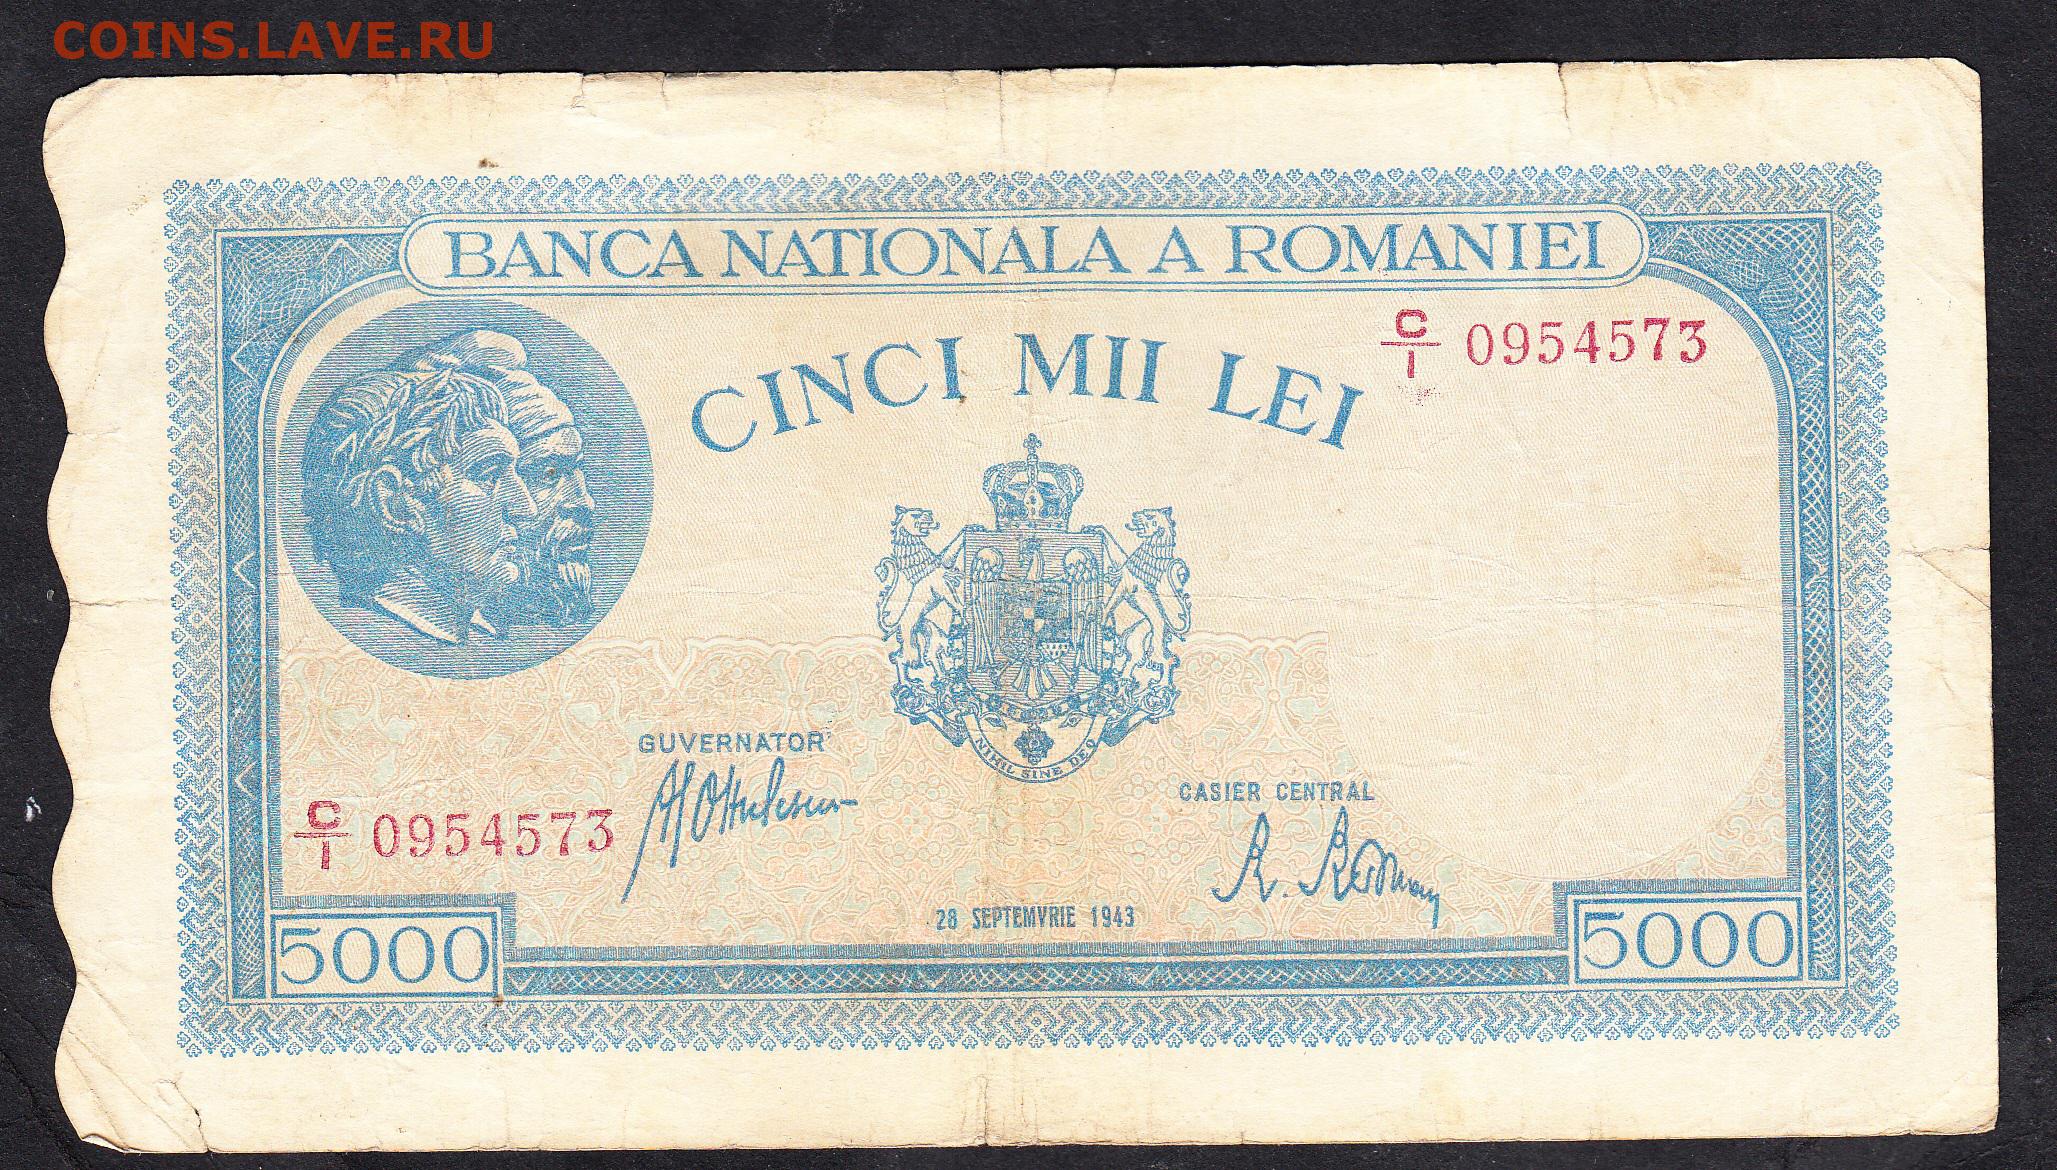 COINS.LAVE.RU
BANCA NATIONALA A ROMANIEI
C/I 0954573
CINCI MII LEI
NIHIL SINE DEO
GUVERNATOR
CASIER CENTRAL
C/I 0954573
28 SEPTEMVRIE 1943
5000
5000